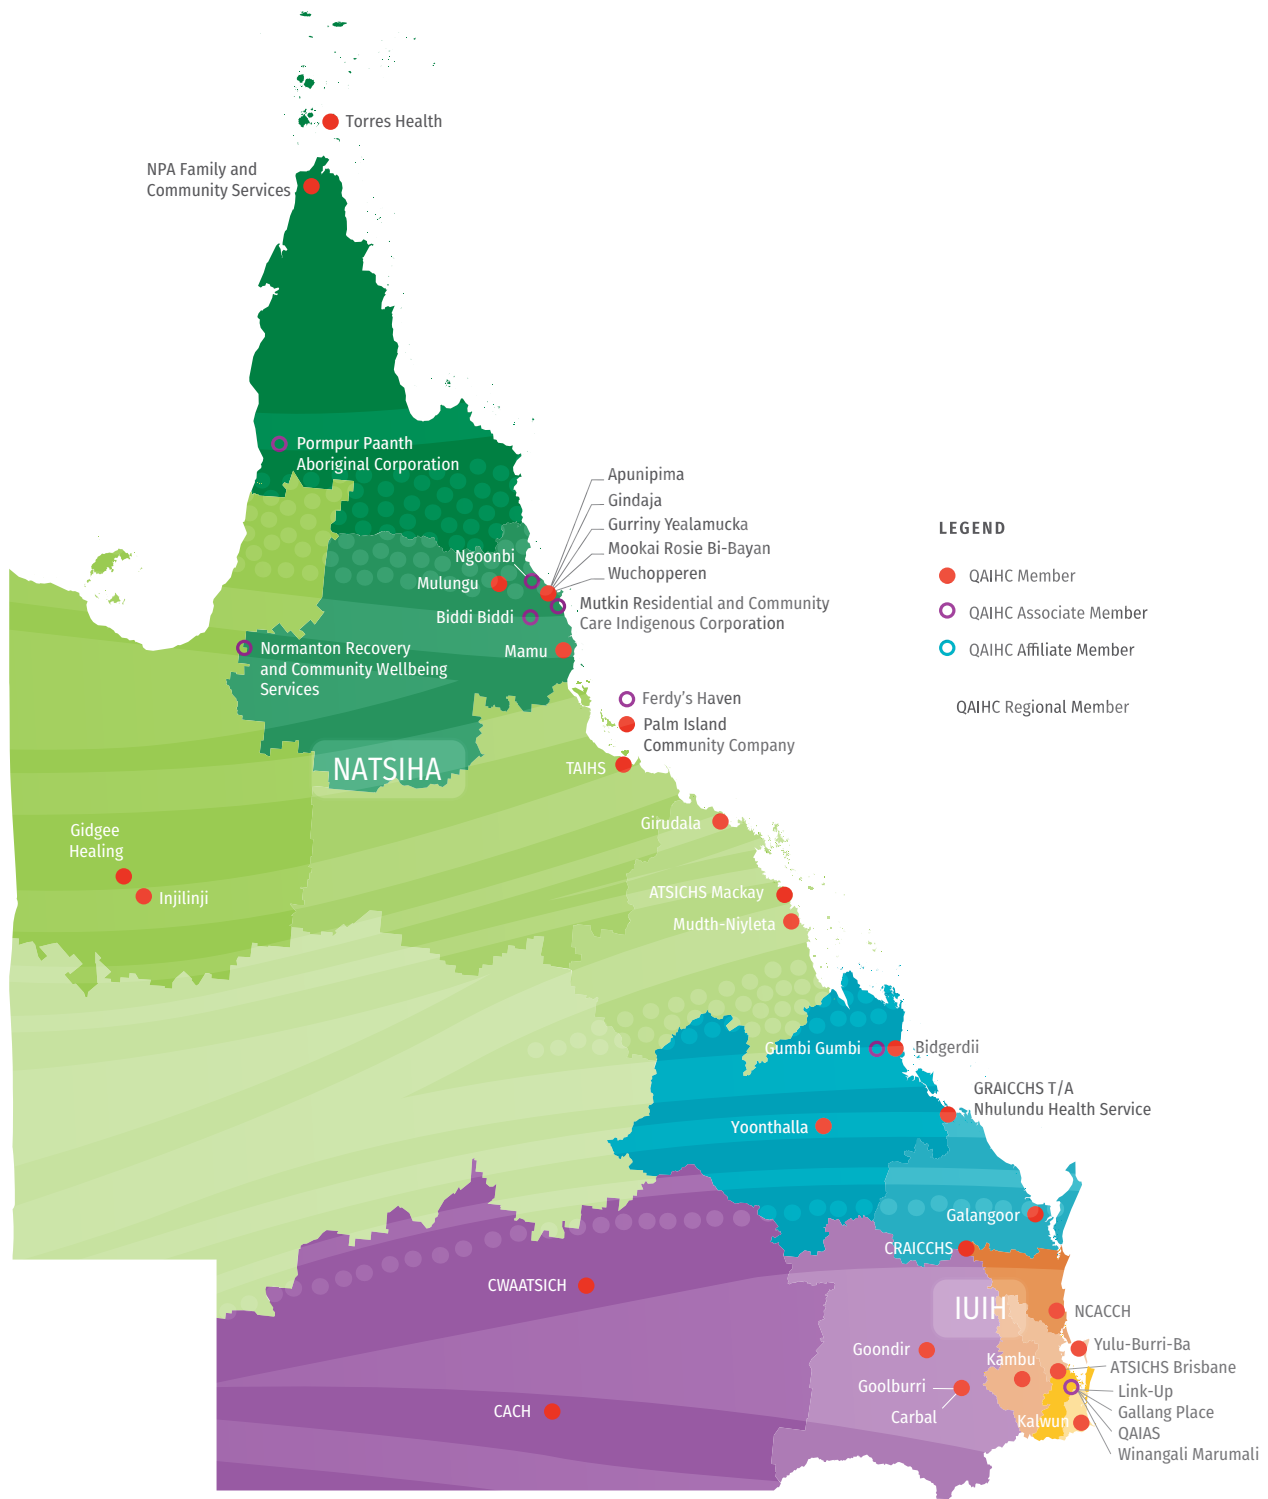 Torres Health
NPA Family and
Community Services
Pormpur Paanth
Aboriginal Corporation
Apunipima
Gindaja
Gurriny Yealamucka
Mookai Rosie Bi-Bayan
Wuchopperen
Ngoonbi
Mulungu
Biddi Biddi
Mutkin Residential and Community
Care Indigenous Corporation
Mamu
Normanton Recovery
and Community Wellbeing
Services
LEGEND
QAIHC Member
QAIHC Associate Member
QAIHC Affiliate Member
QAIHC Regional Member
Ferdy's Haven
Palm Island
Community Company
NATSIHA
TAIHS
Girudala
Gidgee
Healing
Injilinji
ATSICHS Mackay
Mudth-Niyleta
Gumbi Gumbi
Bidgerdii
GRAICCHS T/A
Nhulundu Health Service
Yoonthalla
Galangoor
CRAICCHS
CWAATSICH
IUIH
NCACCH
Goondir
Kambu
Yulu-Burri-Ba
ATSICHS Brisbane
Goolburri
Link-Up
Carbal
Gallang Place
CACH
Kalwun
QAIAS
Winangali Marumali